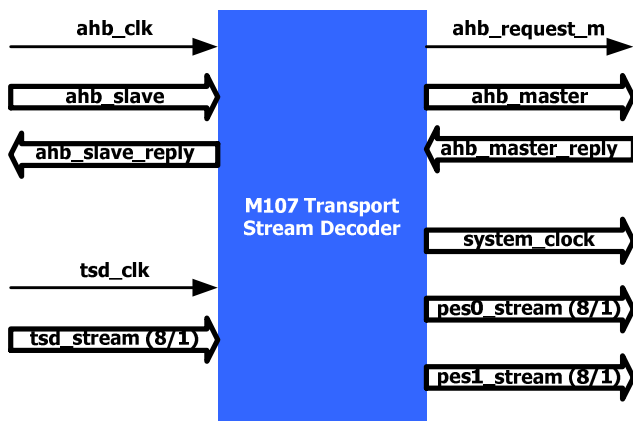 ahb_clk
ahb_slave
ahb_slave_reply
tsd_clk
tsd_stream (8/1)
M107 Transport
Stream Decoder
ahb_request_m
ahb_master
ahb_master_reply
system_clock
pes0_stream (8/1)
pes1_stream (8/1)